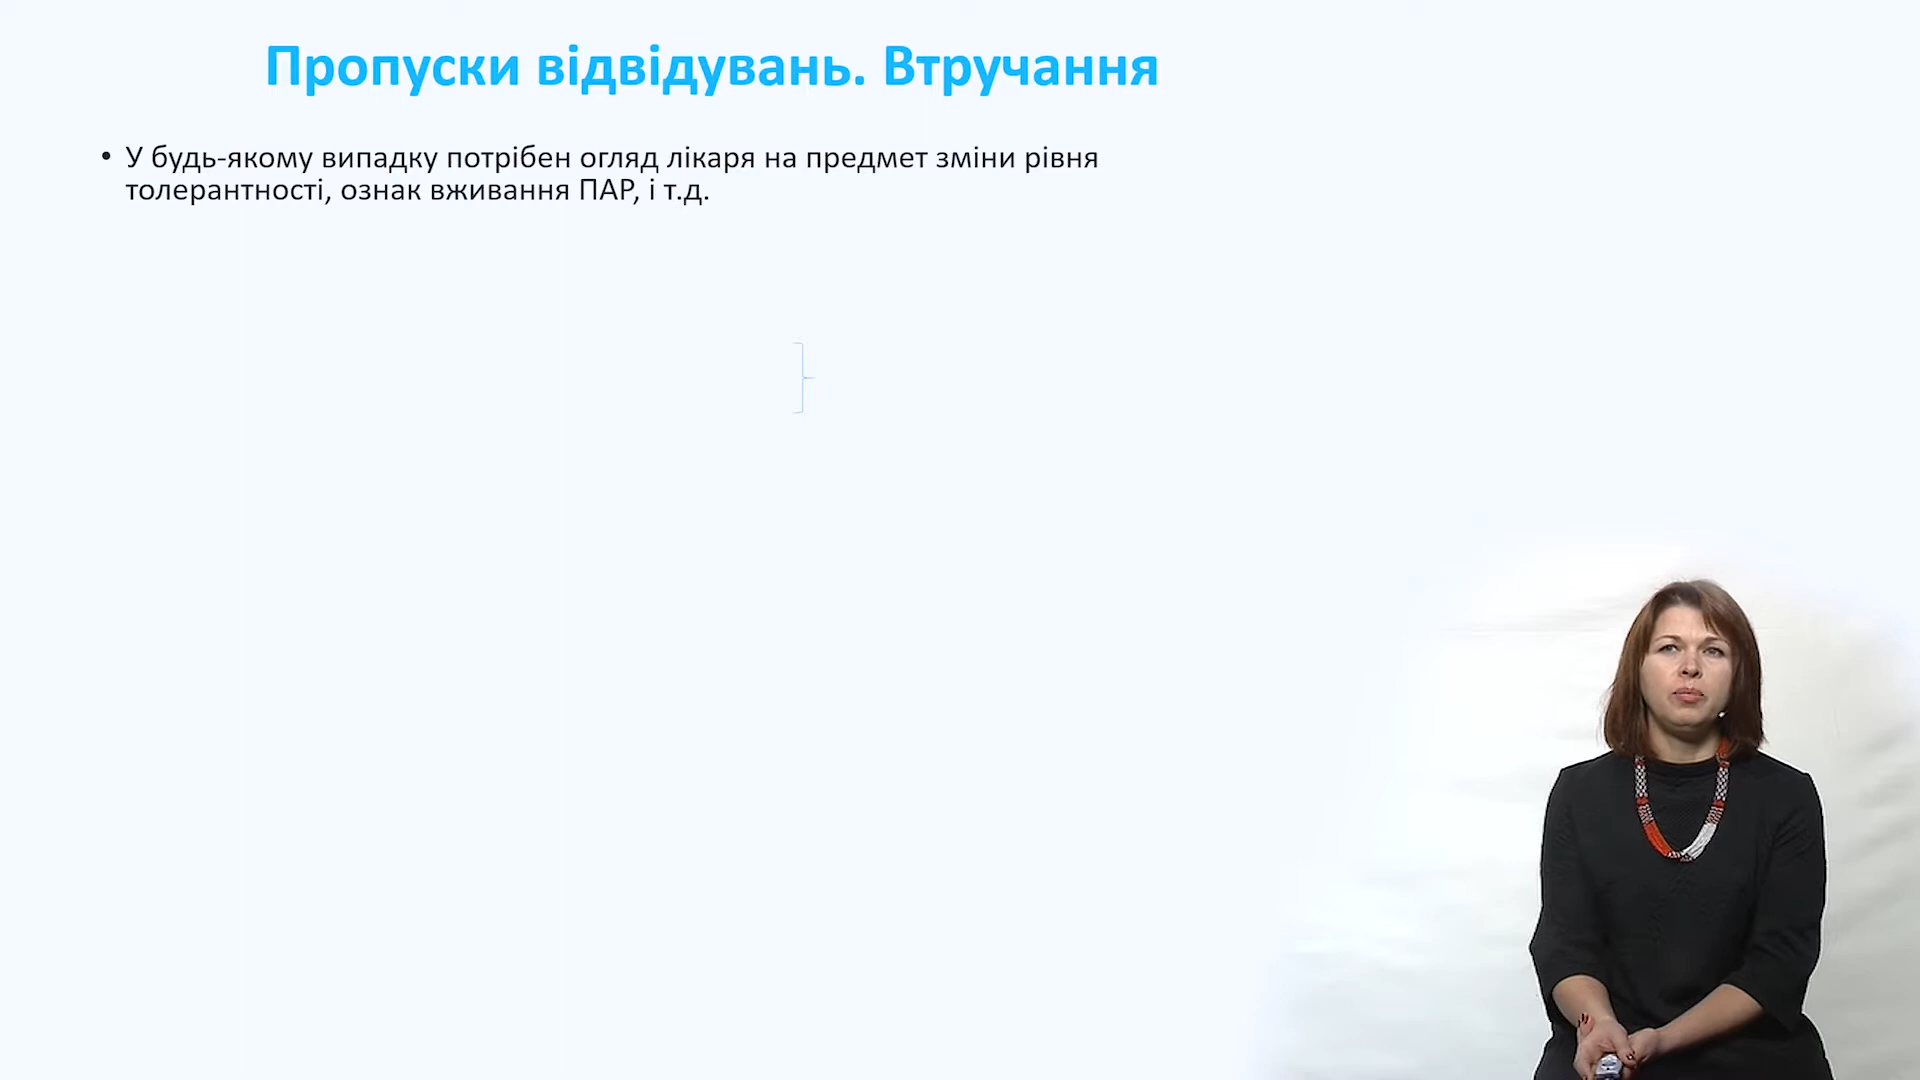 Пропуски відвідувань. Втручання
• У будь-якому випадку потрібен огляд лікаря на предмет зміни рівня
толерантності, ознак вживання ПАР, і т.д.